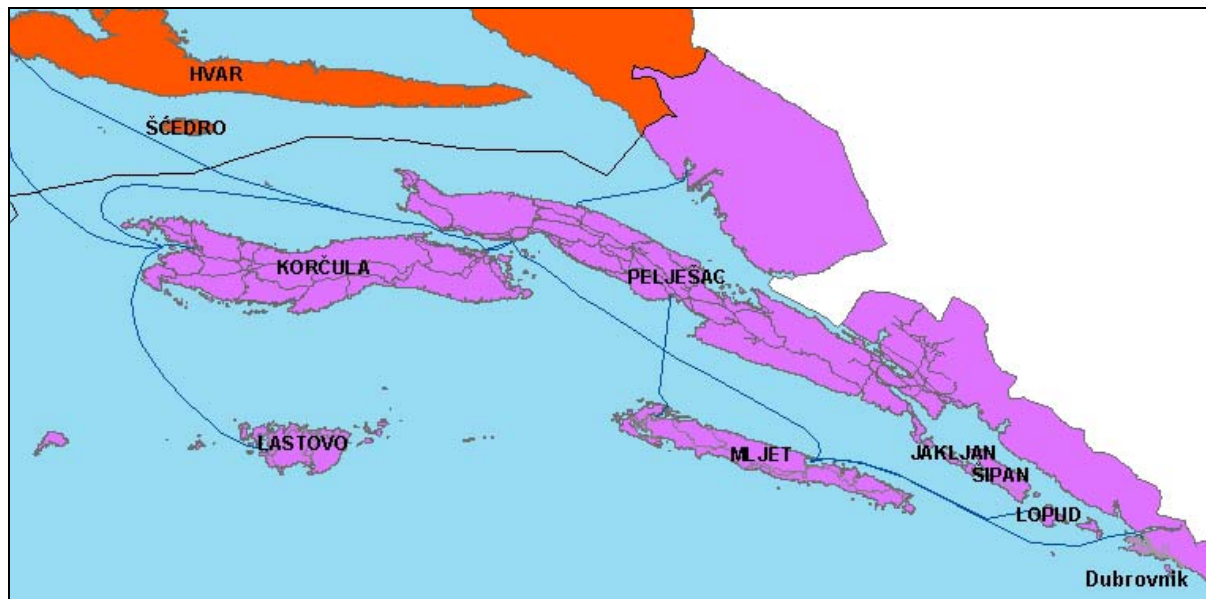 HVAR
ŠĆEDRO
KORČULA
PELJEŠAC
LASTOVO
MLJET
JAKLJAN
ŠIPAN
LOPUD
Dubrovnik